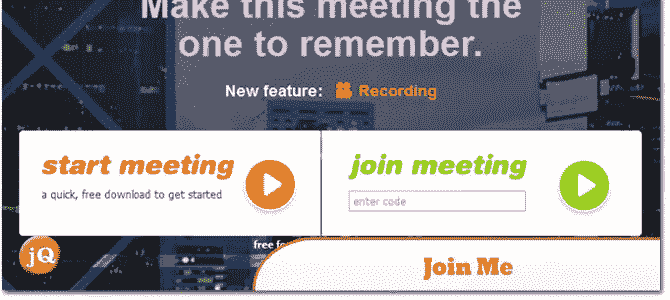 Make this meeting the
one to remember.
New feature: Recording
start meeting
a quick, free download to get started
join meeting
enter code
jQ
free
Join Me